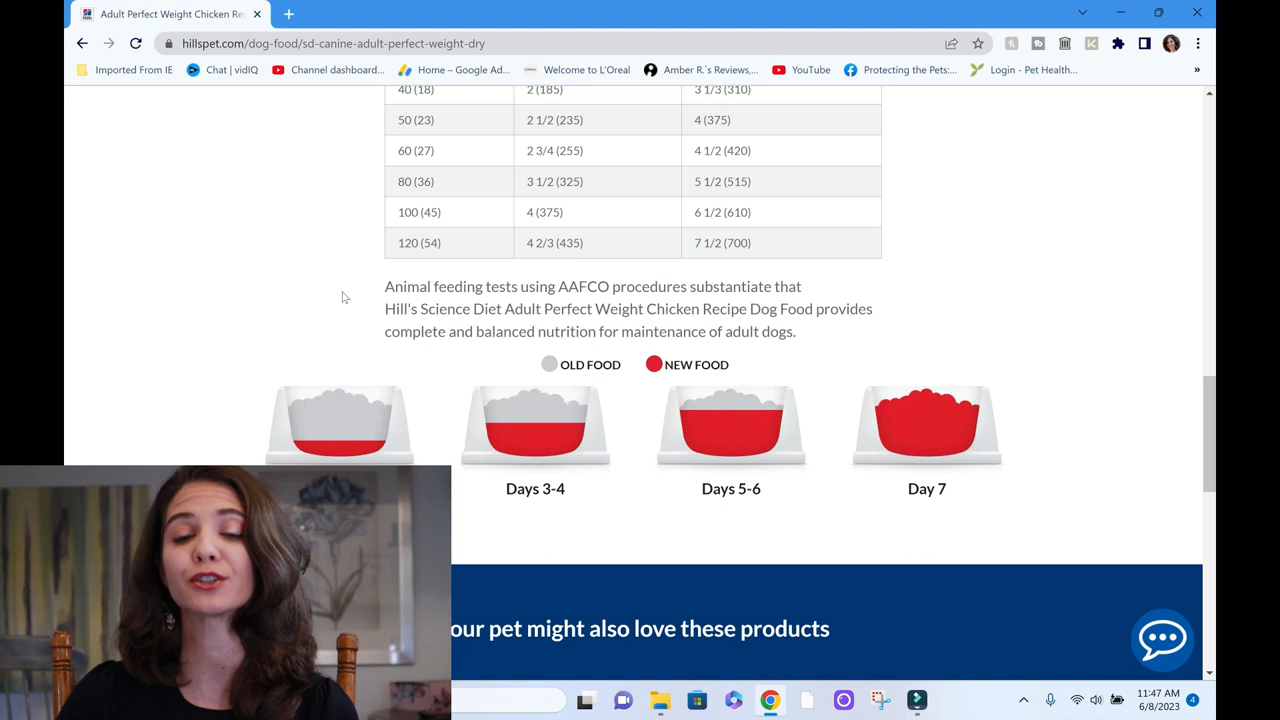 Adult Perfect Weight Chicken Re
hillspet.com/dog-food/sd-canine-adult-perfect-weight-dry
Imported From IE
Chat | vidIQ
Channel dashboard...
Home – Google Ad...
Welcome to L'Oreal
Amber R.`s Reviews,...
YouTube
Protecting the Pets:...
Login - Pet Health...
»
40 (18) 2 (185) 3 1/3 (310)
50 (23) 2 1/2 (235) 4 (375)
60 (27) 2 3/4 (255) 4 1/2 (420)
80 (36) 3 1/2 (325) 5 1/2 (515)
100 (45) 4 (375) 6 1/2 (610)
120 (54) 4 2/3 (435) 7 1/2 (700)
Animal feeding tests using AAFCO procedures substantiate that
Hill's Science Diet Adult Perfect Weight Chicken Recipe Dog Food provides
complete and balanced nutrition for maintenance of adult dogs.
OLD FOOD NEW FOOD
Days 3-4 Days 5-6 Day 7
our pet might also love these products
11:47 AM
6/8/2023 4